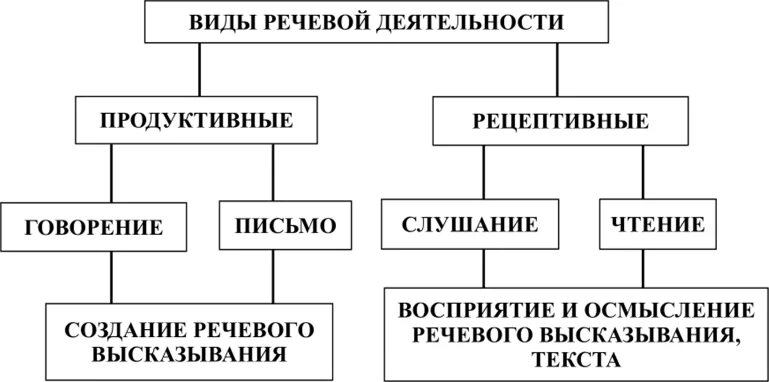 ВИДЫ РЕЧЕВОЙ ДЕЯТЕЛЬНОСТИ
ПРОДУКТИВНЫЕ
РЕЦЕПТИВНЫЕ
ГОВОРЕНИЕ
ПИСЬМО
СЛУШАНИЕ
ЧТЕНИЕ
СОЗДАНИЕ РЕЧЕВОГО
ВЫСКАЗЫВАНИЯ
ВОСПРИЯТИЕ И ОСМЫСЛЕНИЕ
РЕЧЕВОГО ВЫСКАЗЫВАНИЯ,
ТЕКСТА